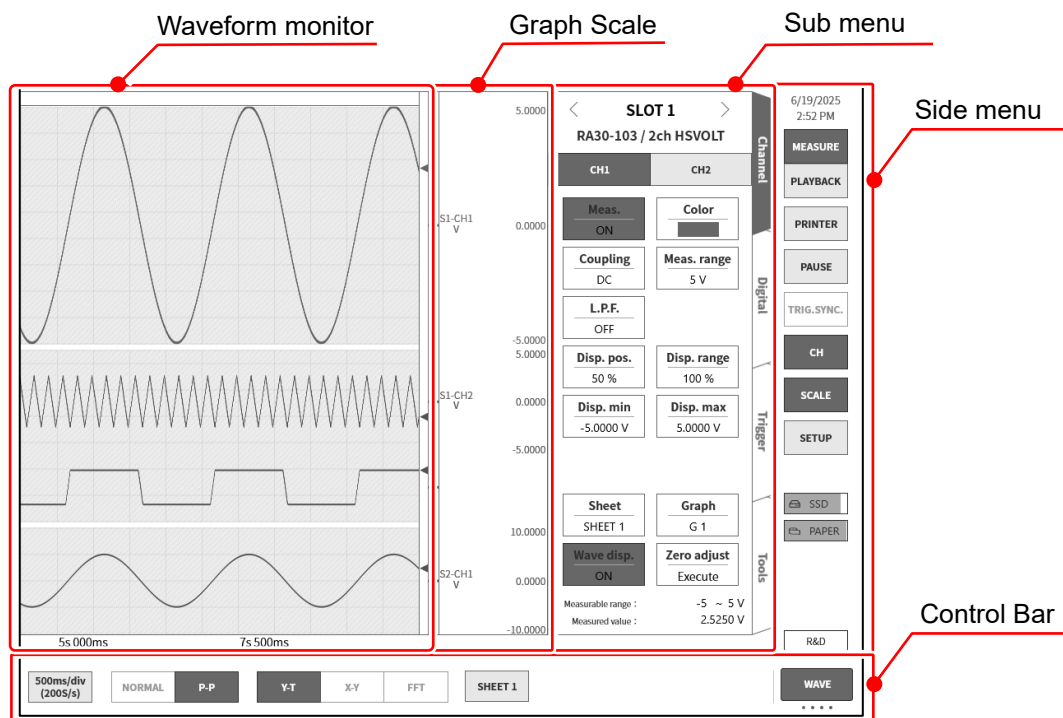 Waveform monitor
Graph Scale
Sub menu
Side menu
Control Bar
5.0000
S1-CH1
V
0.0000
-5.0000
5.0000
S1-CH2
V
0.0000
-5.0000
10.0000
S2-CH1
V
0.0000
-10.0000
5s 000ms
7s 500ms
< SLOT 1 >
RA30-103 / 2ch HSVOLT
CH1
CH2
Meas.
ON
Color
Coupling
DC
Meas. range
5 V
L.P.F.
OFF
Disp. pos.
50 %
Disp. range
100 %
Disp. min
-5.0000 V
Disp. max
5.0000 V
Sheet
SHEET 1
Graph
G 1
Wave disp.
ON
Zero adjust
Execute
Measurable range : -5 ~ 5 V
Measured value : 2.5250 V
Channel
Digital
Trigger
Tools
6/19/2025
2:52 PM
MEASURE
PLAYBACK
PRINTER
PAUSE
TRIG.SYNC.
CH
SCALE
SETUP
SSD
PAPER
R&D
500ms/div
(200S/s)
NORMAL
P-P
Y-T
X-Y
FFT
SHEET 1
WAVE